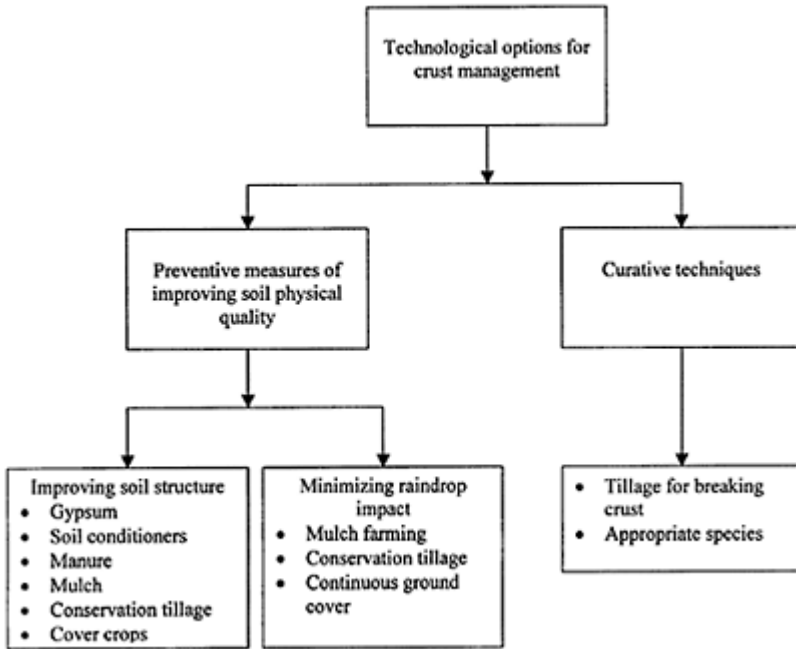 Technological options for
crust management
Preventive measures of
improving soil physical
quality
Curative techniques
Improving soil structure
• Gypsum
• Soil conditioners
• Manure
• Mulch
• Conservation tillage
• Cover crops
Minimizing raindrop
impact
• Mulch farming
• Conservation tillage
• Continuous ground
cover
• Tillage for breaking
crust
• Appropriate species